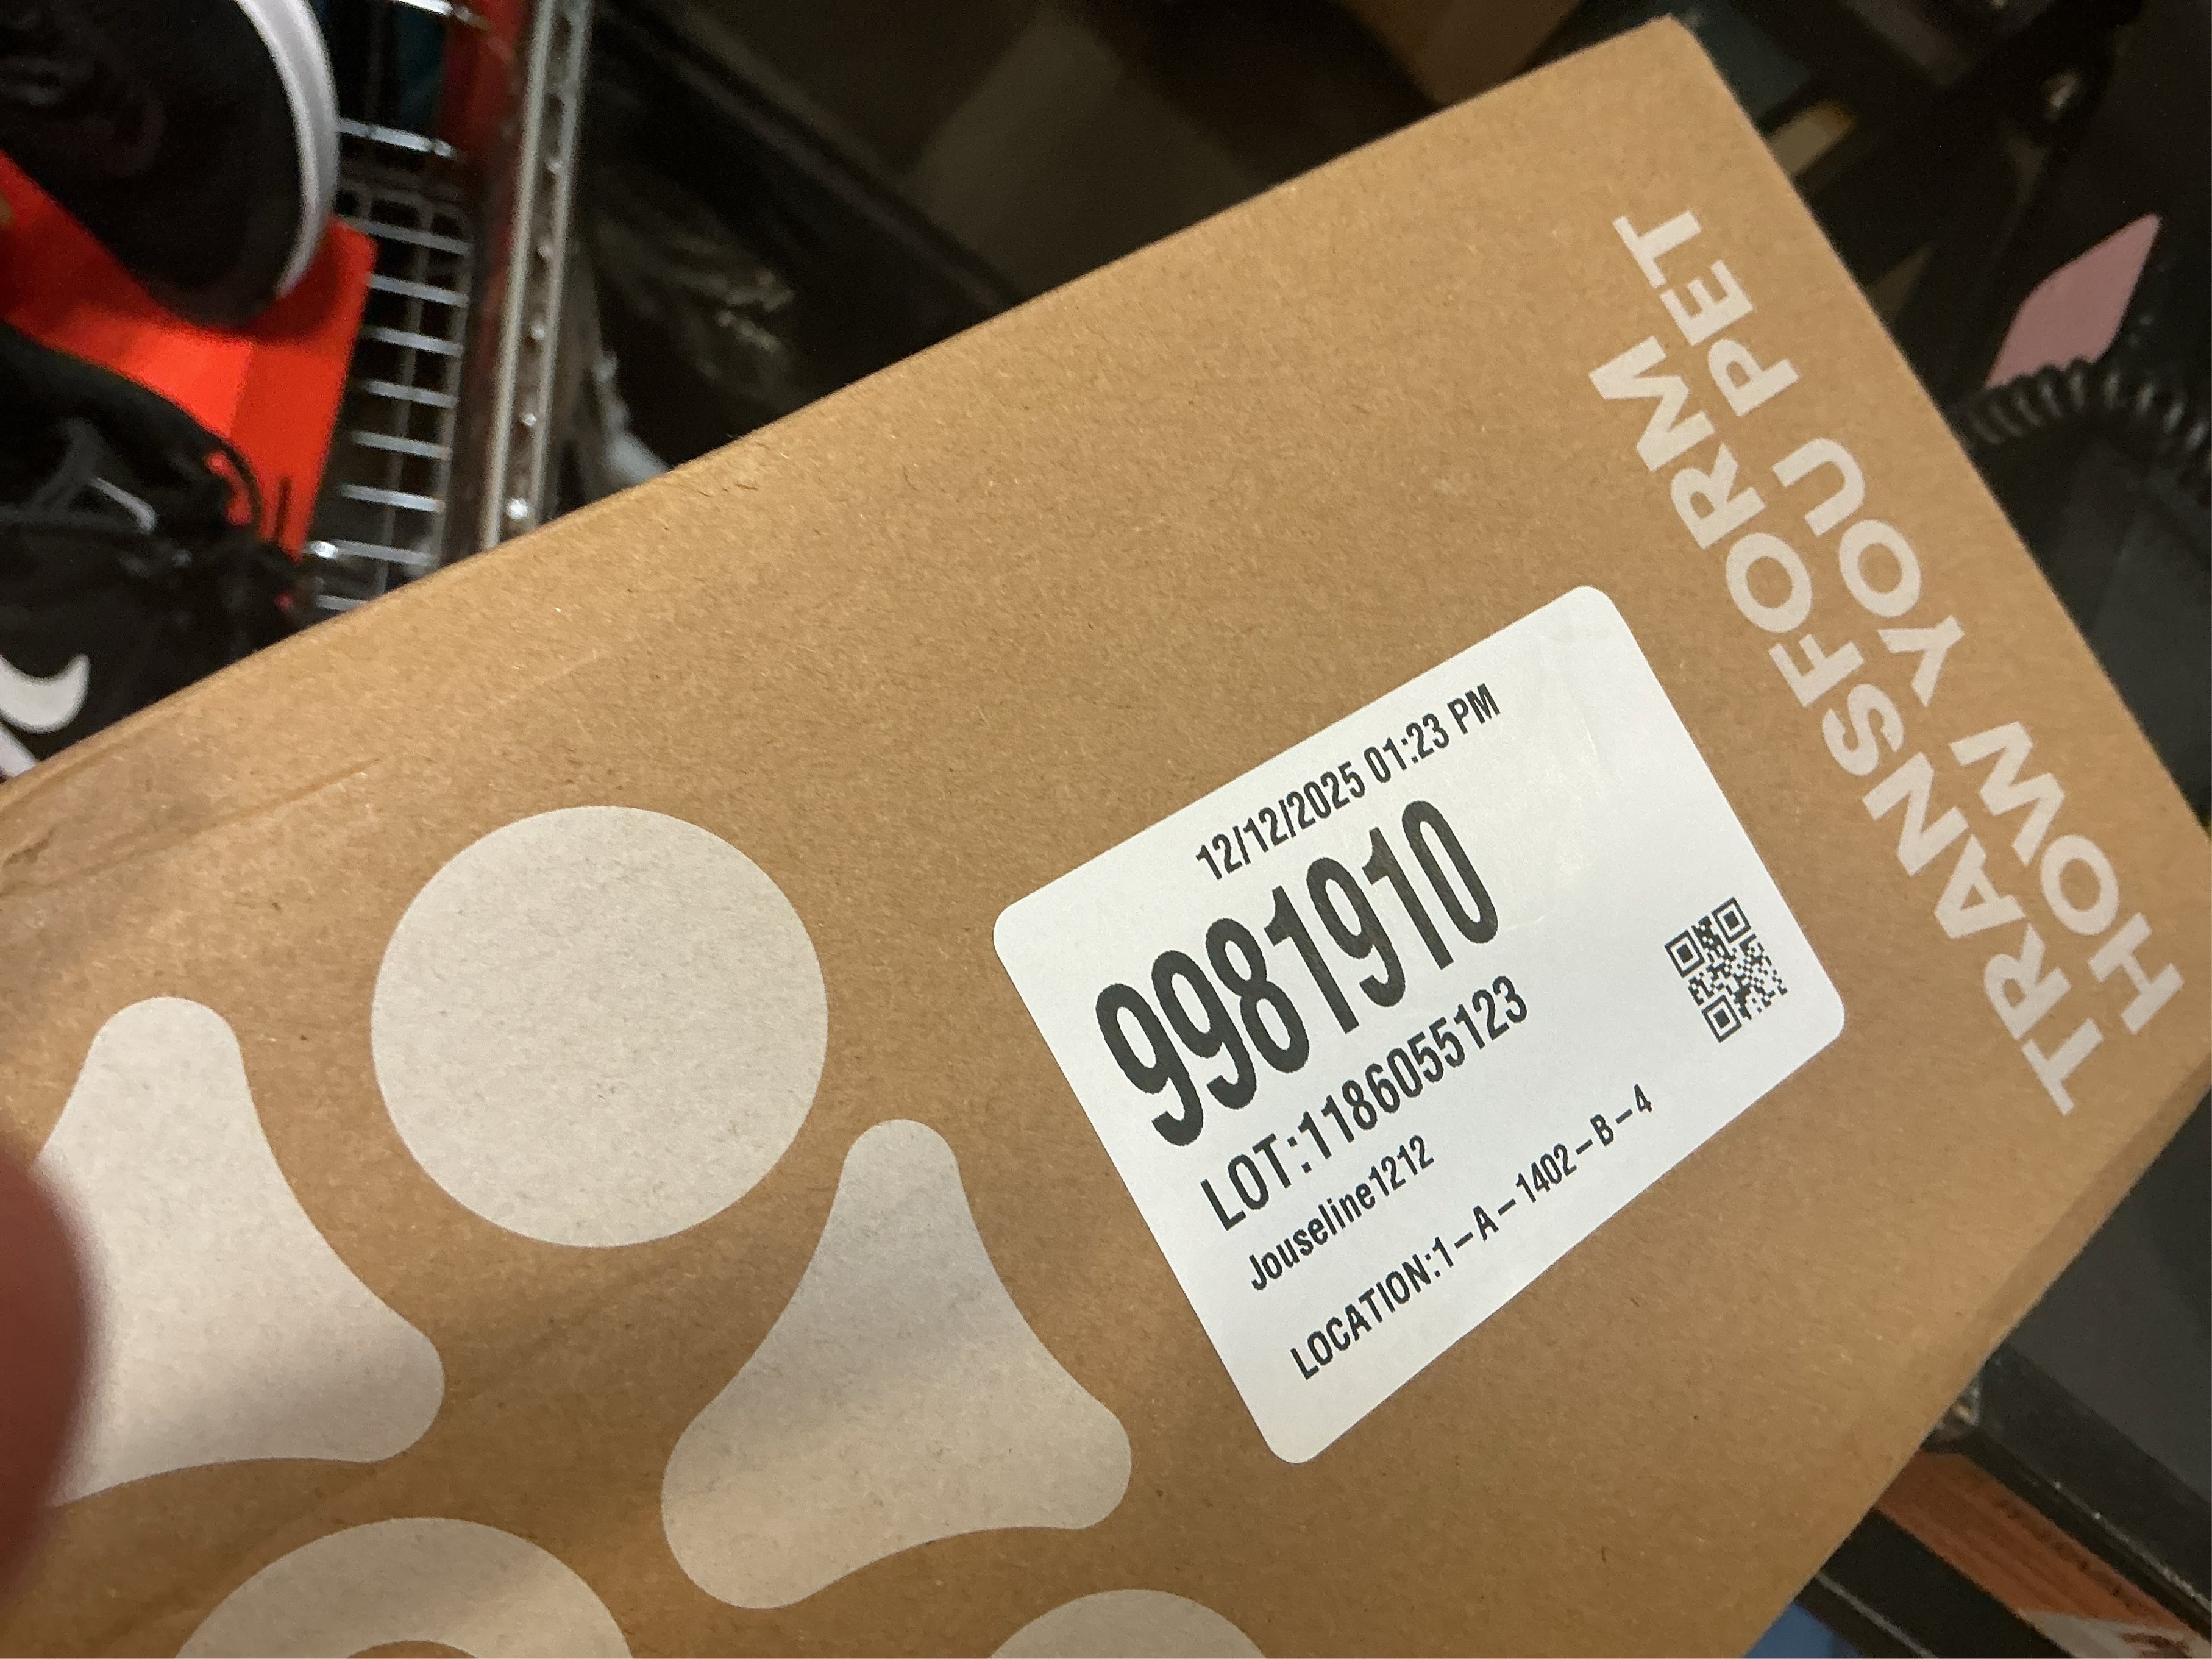 TRANSFORM
HOW YOU PET
12/12/2025 01:23 PM
9981910
LOT:1186055123
Jouseline1212
LOCATION:1-A-1402-B-4